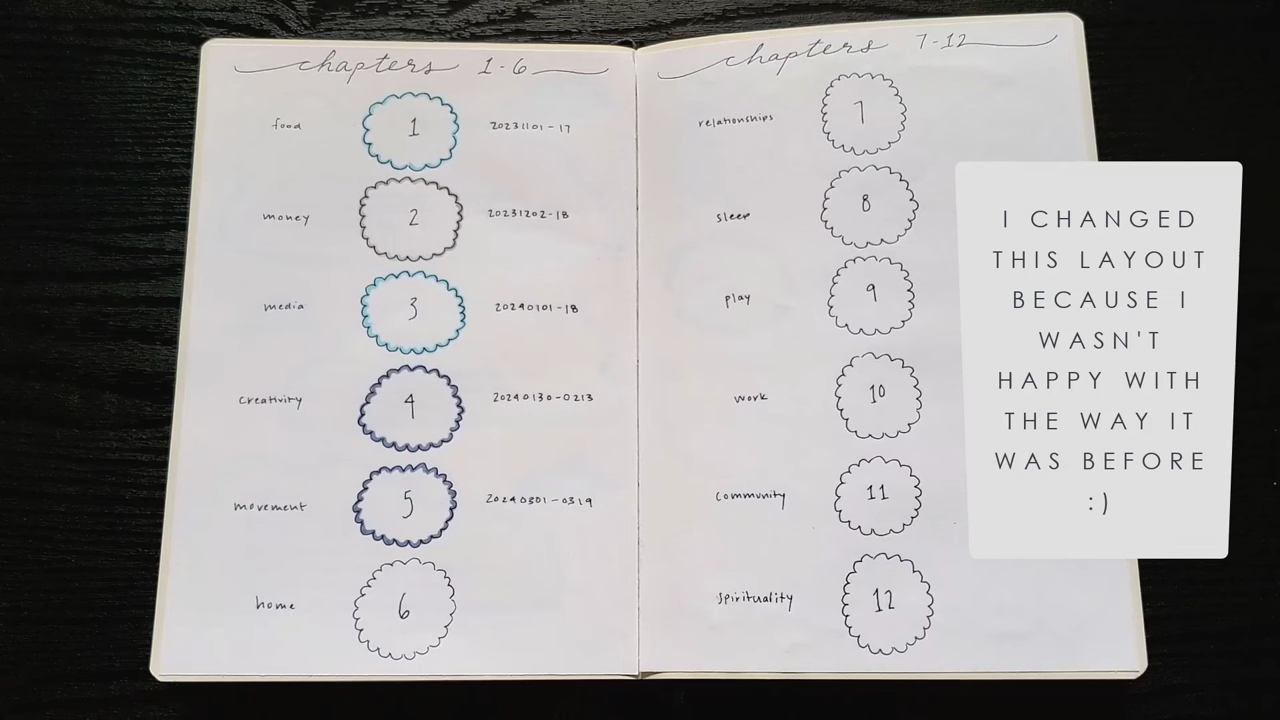 chapters 1-6
food 1 20231101-17
money 2 20231202-18
media 3 20240101-18
creativity 4 20240130-0213
movement 5 20240301-0319
home 6
chapters 7-12
relationships 7
sleep 8
play 9
work 10
community 11
spirituality 12
I CHANGED
THIS LAYOUT
BECAUSE I
WASN'T
HAPPY WITH
THE WAY IT
WAS BEFORE
:)